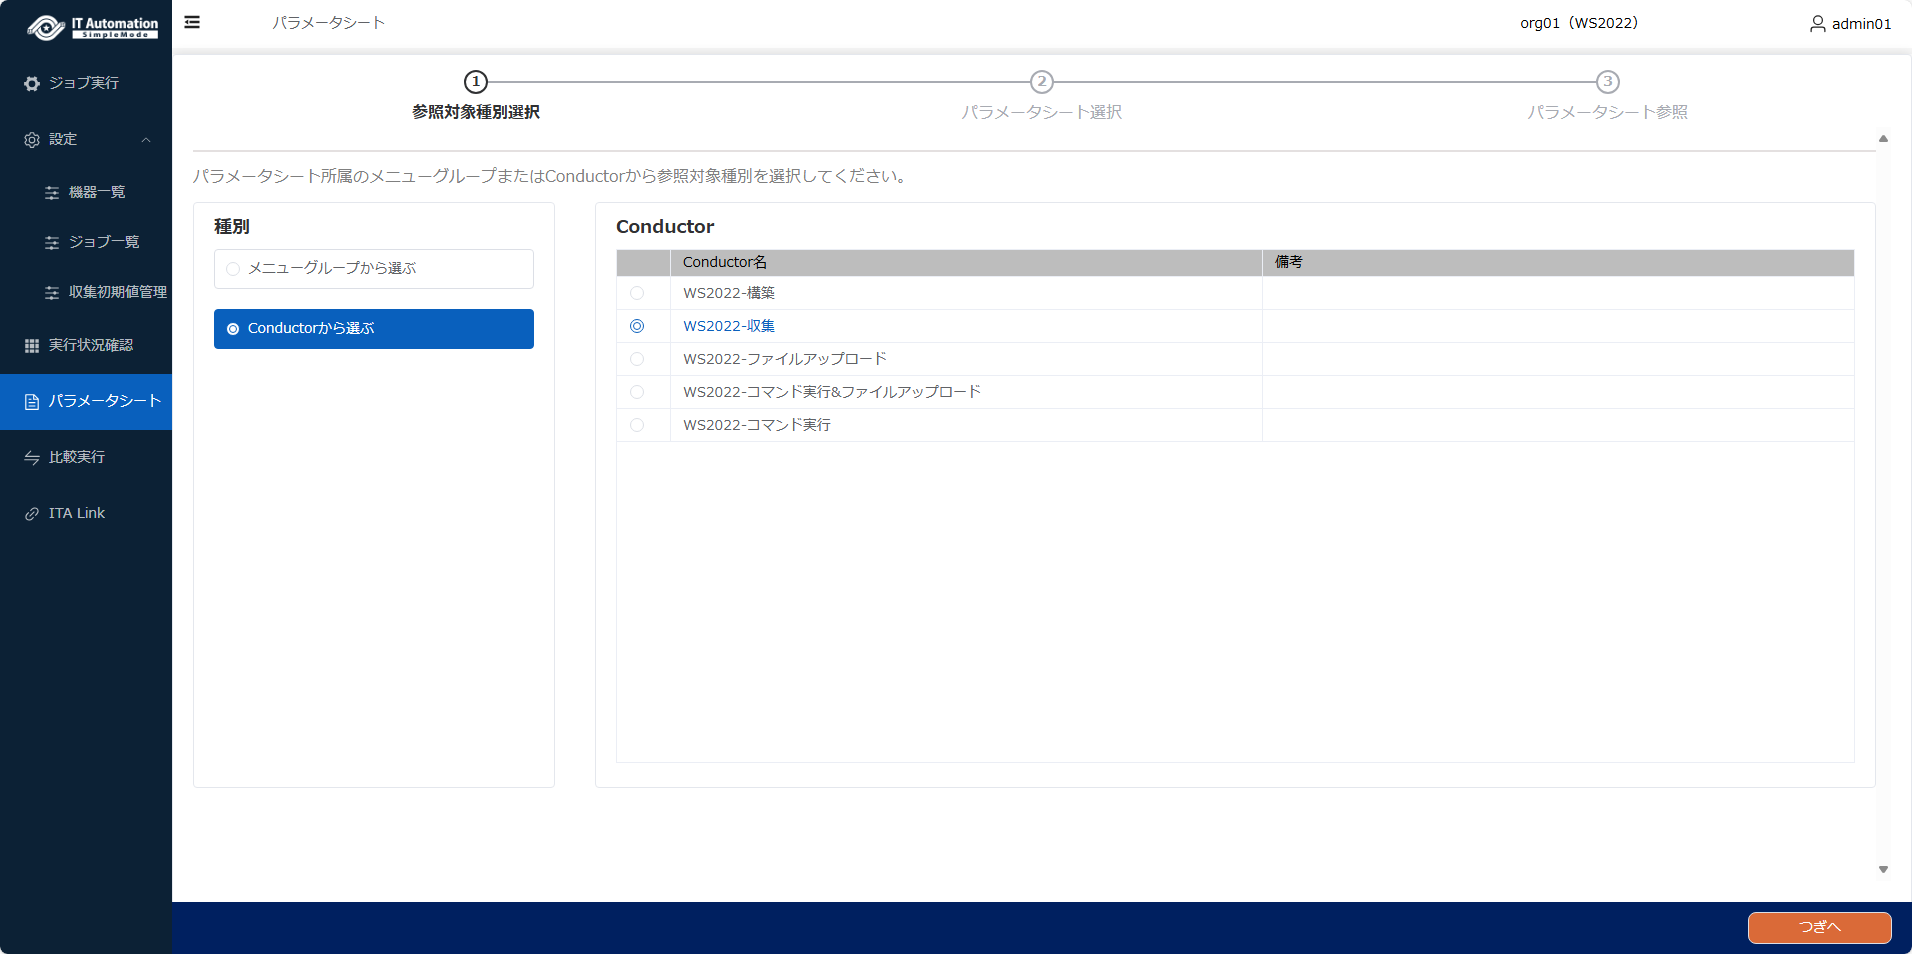 IT Automation
SimpleMode
パラメータシート
org01（WS2022）
admin01
ジョブ実行
設定
機器一覧
ジョブ一覧
収集初期値管理
実行状況確認
パラメータシート
比較実行
ITA Link
1
2
3
参照対象種別選択
パラメータシート選択
パラメータシート参照
パラメータシート所属のメニューグループまたはConductorから参照対象種別を選択してください。
種別
メニューグループから選ぶ
Conductorから選ぶ
Conductor
Conductor名 備考
WS2022-構築
WS2022-収集
WS2022-ファイルアップロード
WS2022-コマンド実行&ファイルアップロード
WS2022-コマンド実行
つぎへ